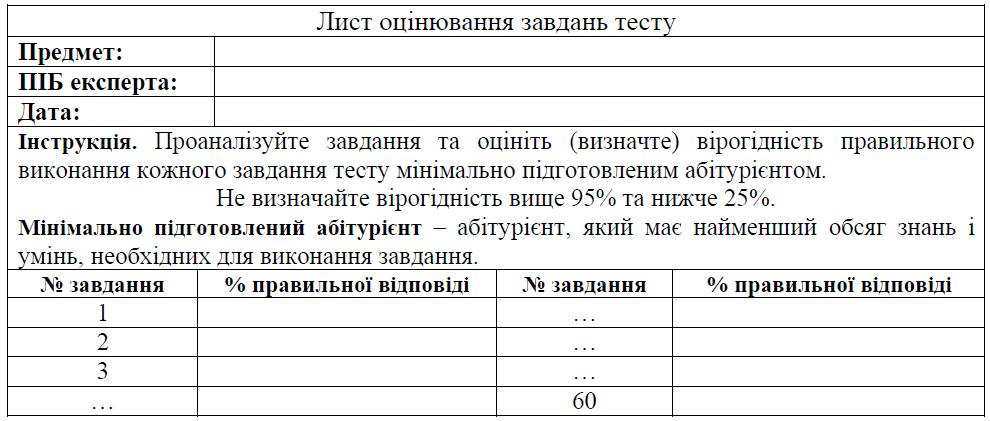 Лист оцінювання завдань тесту
Предмет:
ПІБ експерта:
Дата:
Інструкція. Проаналізуйте завдання та оцініть (визначте) вірогідність правильного
виконання кожного завдання тесту мінімально підготовленим абітурієнтом.
Не визначайте вірогідність вище 95% та нижче 25%.
Мінімально підготовлений абітурієнт – абітурієнт, який має найменший обсяг знань і
умінь, необхідних для виконання завдання.
№ завдання % правильної відповіді № завдання % правильної відповіді
1 …
2 …
3 …
… 60